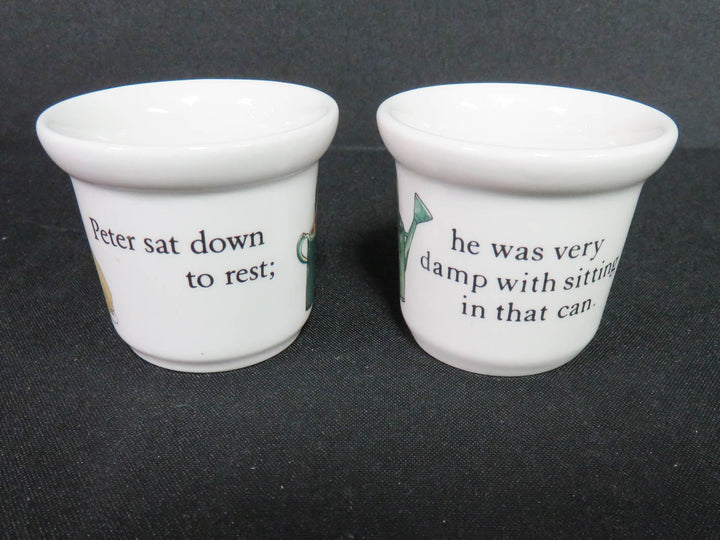 Peter sat down
to rest;
he was very
damp with sitting
in that can.